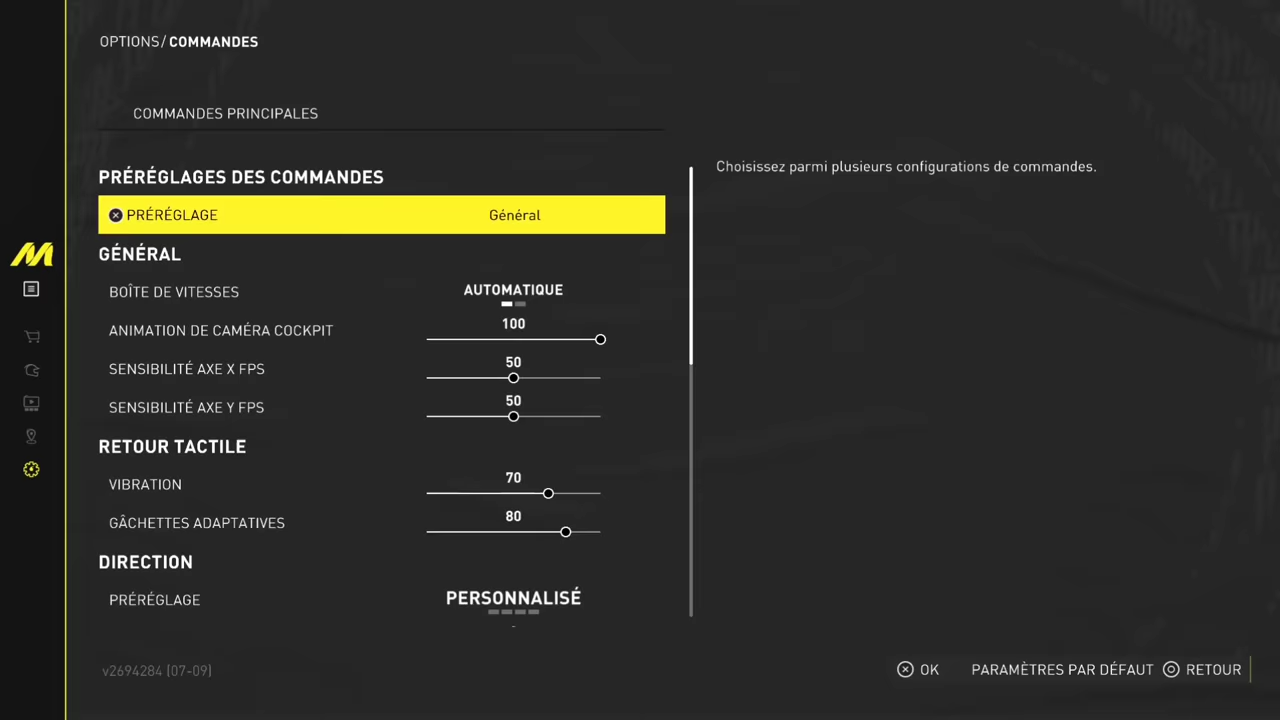 OPTIONS/COMMANDES
COMMANDES PRINCIPALES
PRÉRÉGLAGES DES COMMANDES
PRÉRÉGLAGE Général
GÉNÉRAL
BOÎTE DE VITESSES AUTOMATIQUE
ANIMATION DE CAMÉRA COCKPIT 100
SENSIBILITÉ AXE X FPS 50
SENSIBILITÉ AXE Y FPS 50
RETOUR TACTILE
VIBRATION 70
GÂCHETTES ADAPTATIVES 80
DIRECTION
PRÉRÉGLAGE PERSONNALISÉ
Choisissez parmi plusieurs configurations de commandes.
v2694284 (07-09)
OK PARAMÈTRES PAR DÉFAUT RETOUR